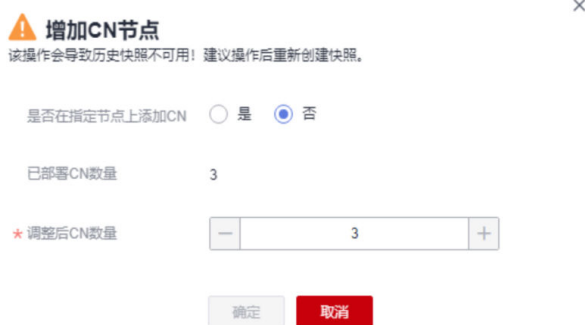 增加CN节点
该操作会导致历史快照不可用！建议操作后重新创建快照。
是否在指定节点上添加CN 是 否
已部署CN数量 3
* 调整后CN数量 3
确定 取消